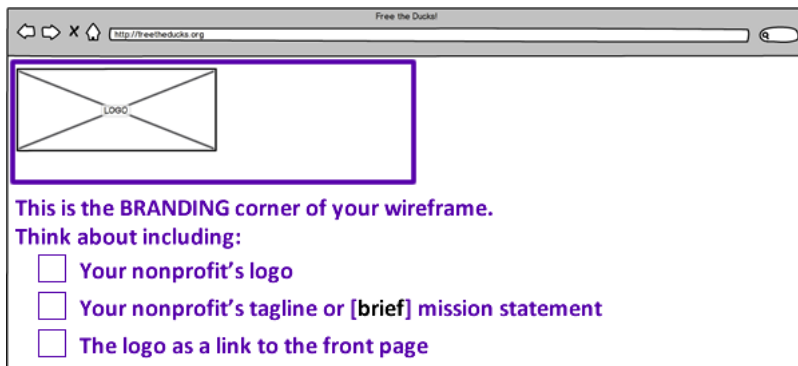 Free the Ducks!
http://freetheducks.org
LOGO
This is the BRANDING corner of your wireframe.
Think about including:
Your nonprofit’s logo
Your nonprofit’s tagline or [brief] mission statement
The logo as a link to the front page